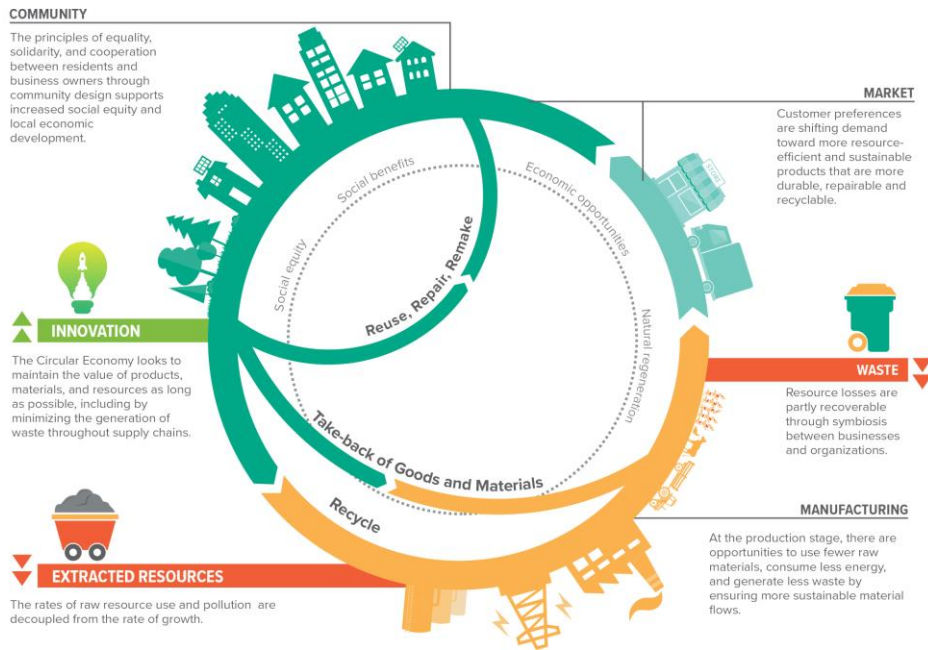 COMMUNITY
The principles of equality,
solidarity, and cooperation
between residents and
business owners through
community design supports
increased social equity and
local economic
development.
MARKET
Customer preferences
are shifting demand
toward more resource-
efficient and sustainable
products that are more
durable, repairable and
recyclable.
STORE
Social benefits
Economic opportunities
Social equity
Reuse, Repair, Remake
Natural regeneration
INNOVATION
The Circular Economy looks to
maintain the value of products,
materials, and resources as long
as possible, including by
minimizing the generation of
waste throughout supply chains.
WASTE
Resource losses are
partly recoverable
through symbiosis
between businesses
and organizations.
Take-back of Goods and Materials
Recycle
EXTRACTED RESOURCES
The rates of raw resource use and pollution are
decoupled from the rate of growth.
MANUFACTURING
At the production stage, there are
opportunities to use fewer raw
materials, consume less energy,
and generate less waste by
ensuring more sustainable material
flows.